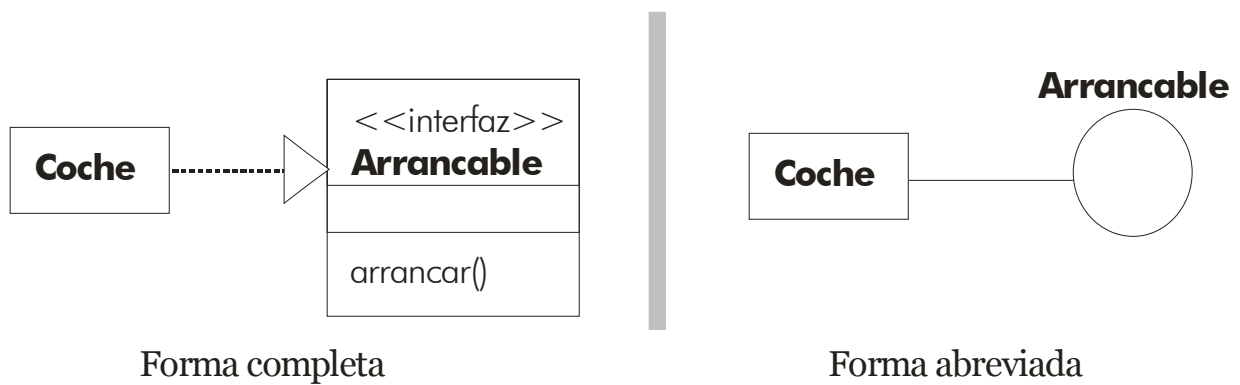 Coche
<<interfaz>>
Arrancable
arrancar()
Forma completa
Arrancable
Coche
Forma abreviada